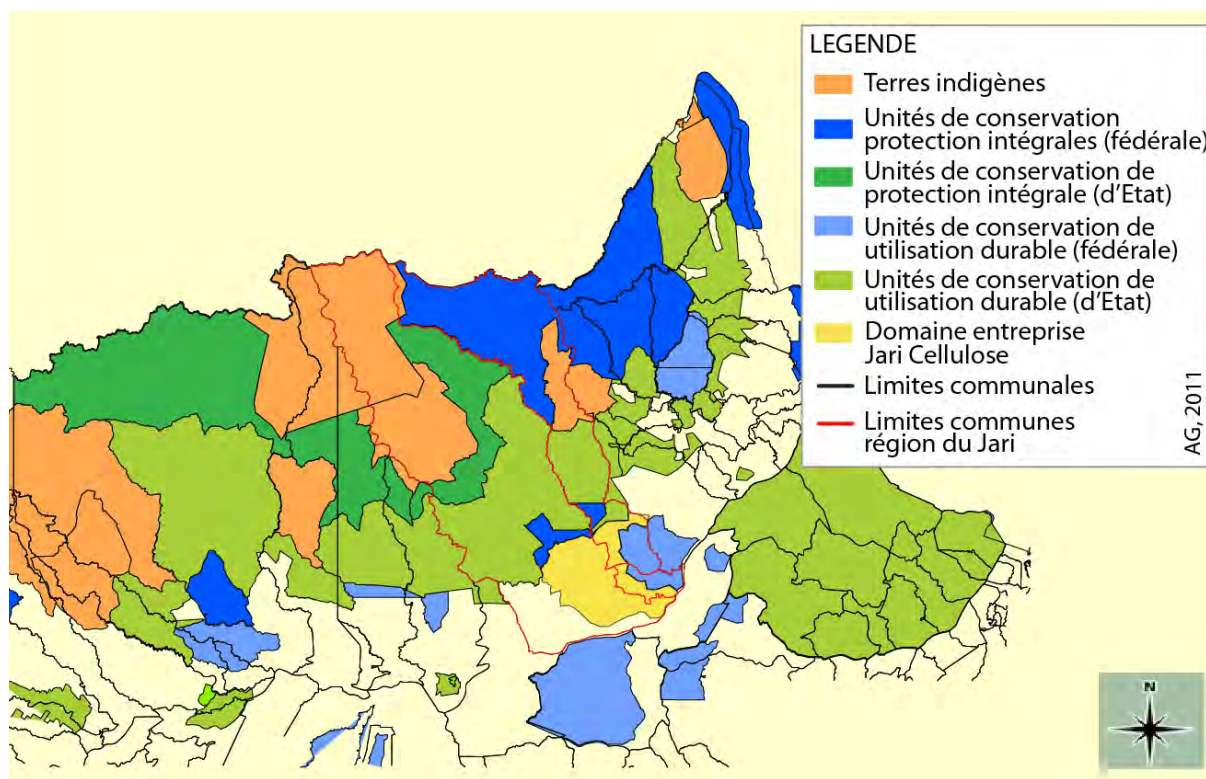 LEGENDE
Terres indigènes
Unités de conservation
protection intégrales (fédérale)
Unités de conservation de
protection intégrale (d'Etat)
Unités de conservation de
utilisation durable (fédérale)
Unités de conservation de
utilisation durable (d'Etat)
Domaine entreprise
Jari Cellulose
Limites communales
Limites communes
région du Jari
AG, 2011
N